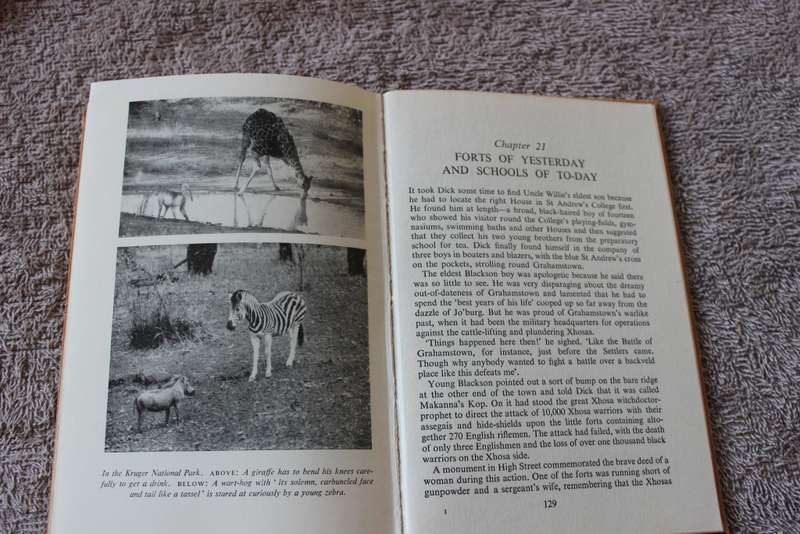 In the Kruger National Park. ABOVE: A giraffe has to bend his knees care-
fully to get a drink. BELOW: A wart-hog with 'its solemn, carbuncled face
and tail like a tassel' is stared at curiously by a young zebra.
Chapter 21
FORTS OF YESTERDAY
AND SCHOOLS OF TO-DAY
It took Dick some time to find Uncle Willie's eldest son because
he had to locate the right House in St Andrew's College first.
He found him at length—a broad, black-haired boy of fourteen
who showed his visitor round the College's playing-fields, gym-
nasiums, swimming baths and other Houses and then suggested
that they collect his two young brothers from the preparatory
school for tea. Dick finally found himself in the company of
three boys in boaters and blazers, with the blue St Andrew's cross
on the pockets, strolling round Grahamstown.
The eldest Blackson boy was apologetic because he said there
was so little to see. He was very disparaging about the dreamy
out-of-dateness of Grahamstown and lamented that he had to
spend the 'best years of his life' cooped up so far away from the
dazzle of Jo'burg. But he was proud of Grahamstown's warlike
past, when it had been the military headquarters for operations
against the cattle-lifting and plundering Xhosas.
'Things happened here then!' he sighed. 'Like the Battle of
Grahamstown, for instance, just before the Settlers came.
Though why anybody wanted to fight a battle over a backveld
place like this defeats me'.
Young Blackson pointed out a sort of bump on the bare ridge
at the other end of the town and told Dick that it was called
Makanna's Kop. On it had stood the great Xhosa witchdoctor-
prophet to direct the attack of 10,000 Xhosa warriors with their
assegais and hide-shields upon the little forts containing alto-
gether 270 English riflemen. The attack had failed, with the death
of only three Englishmen and the loss of over one thousand black
warriors on the Xhosa side.
A monument in High Street commemorated the brave deed of a
woman during this action. One of the forts was running short of
gunpowder and a sergeant's wife, remembering that the Xhosas
129
I